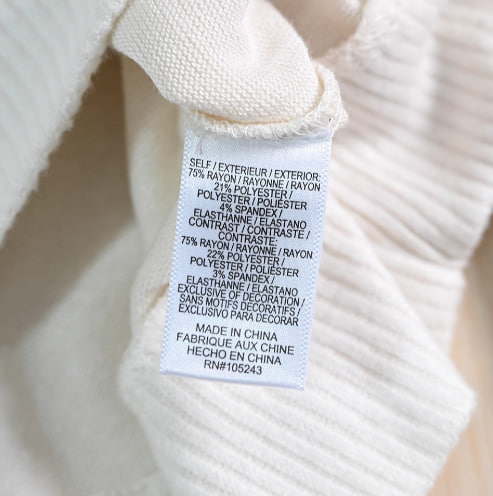 SELF / EXTERIEUR / EXTERIOR:
75% RAYON / RAYONNE / RAYON
21% POLYESTER /
POLYESTER / POLIÉSTER
4% SPANDEX /
ELASTHANNE / ELASTANO
CONTRAST / CONTRASTE /
CONTRASTE:
75% RAYON / RAYONNE / RAYON
22% POLYESTER /
POLYESTER / POLIÉSTER
3% SPANDEX /
ELASTHANNE / ELASTANO
EXCLUSIVE OF DECORATION /
SANS MOTIFS DECORATIFS /
EXCLUSIVO PARA DECORAR
MADE IN CHINA
FABRIQUE AUX CHINE
HECHO EN CHINA
RN#105243